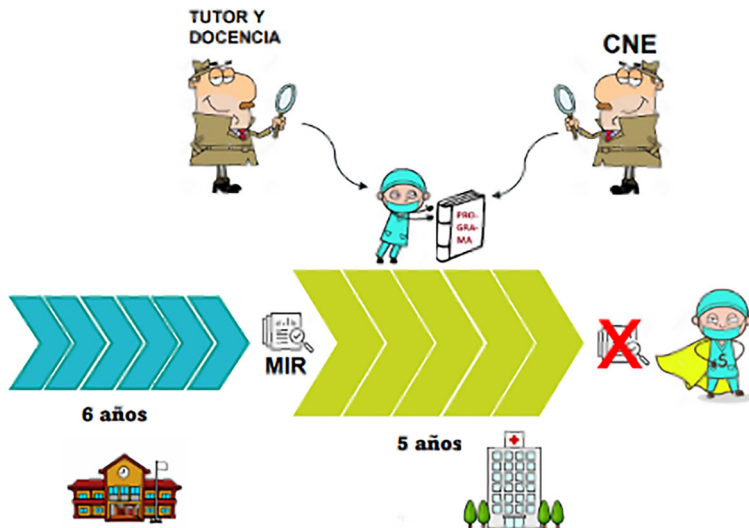 TUTOR Y
DOCENCIA
CNE
PRO-
GRA-
MA
MIR
6 años
5 años
S